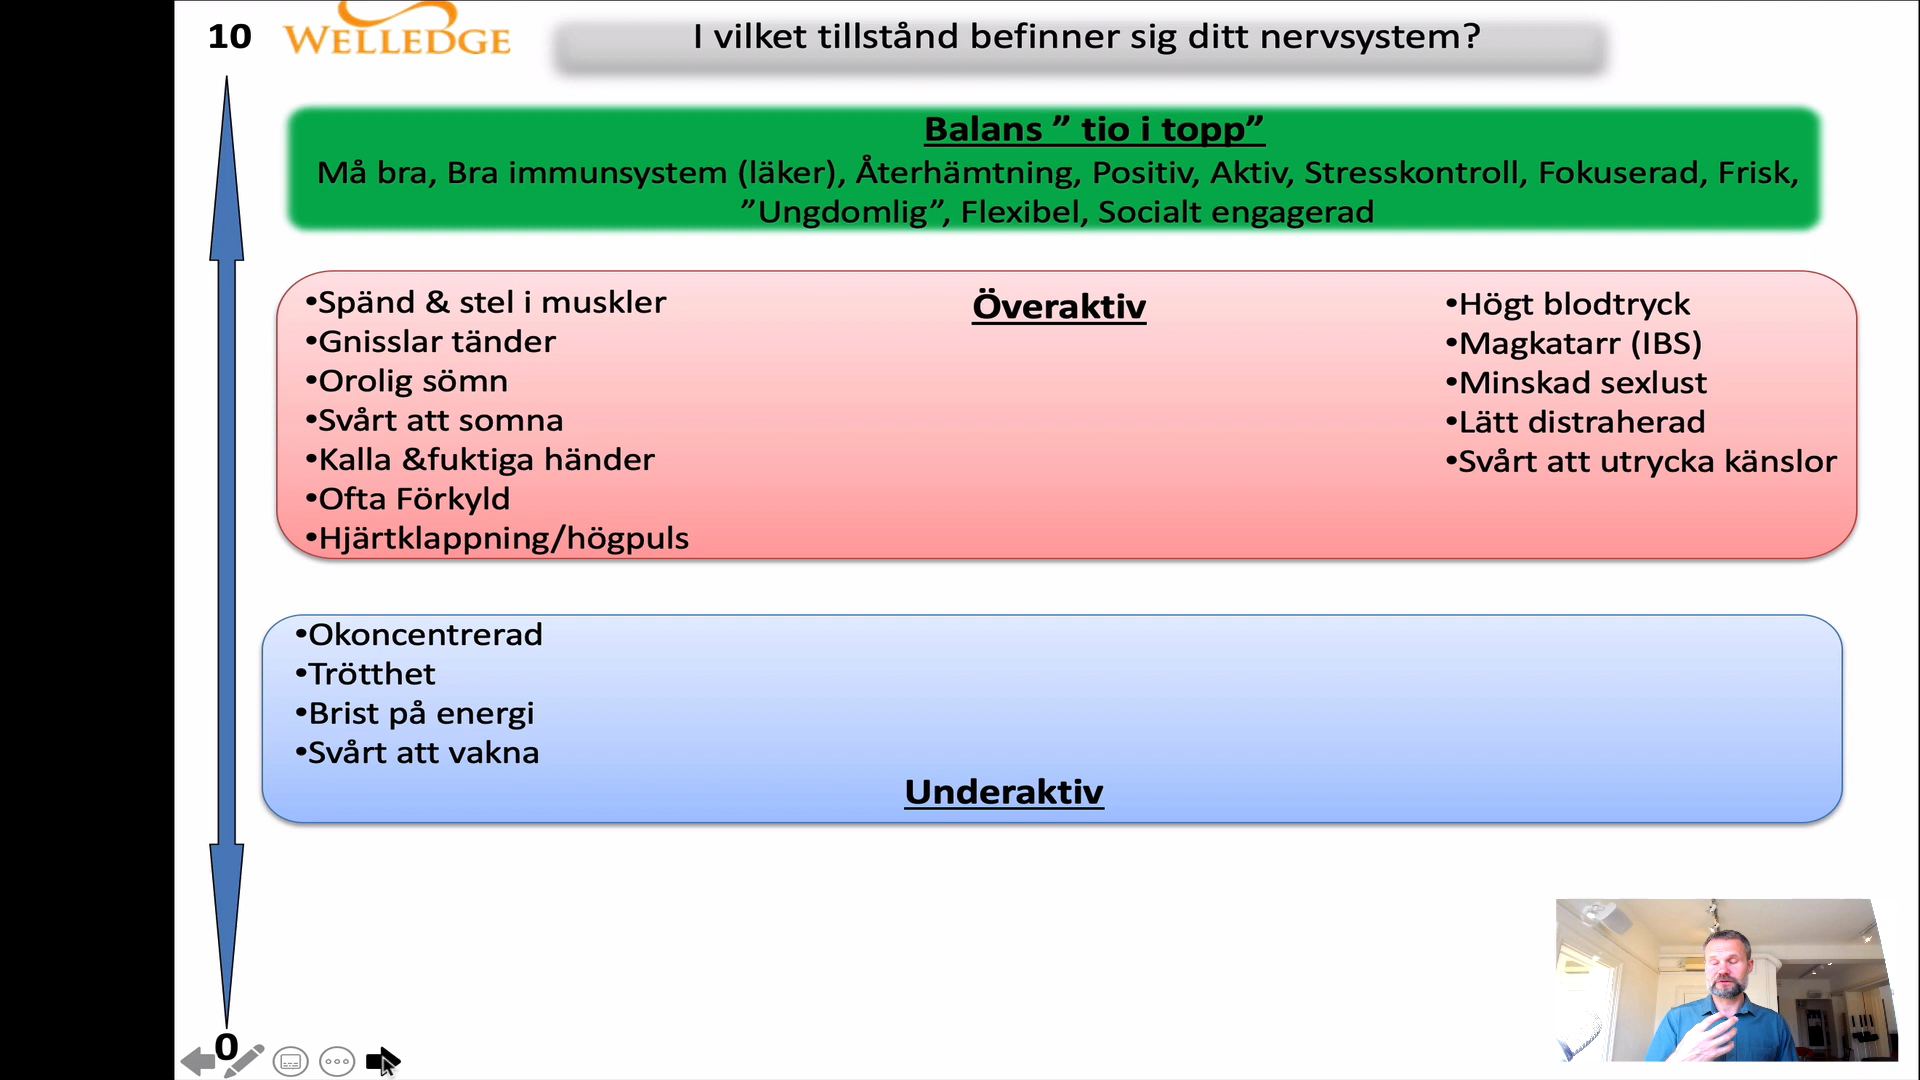 10
WELLEDGE
I vilket tillstånd befinner sig ditt nervsystem?
Balans ” tio i topp”
Må bra, Bra immunsystem (läker), Återhämtning, Positiv, Aktiv, Stresskontroll, Fokuserad, Frisk,
”Ungdomlig”, Flexibel, Socialt engagerad
Överaktiv
•Spänd & stel i muskler
•Gnisslar tänder
•Orolig sömn
•Svårt att somna
•Kalla &fuktiga händer
•Ofta Förkyld
•Hjärtklappning/högpuls
•Högt blodtryck
•Magkatarr (IBS)
•Minskad sexlust
•Lätt distraherad
•Svårt att utrycka känslor
•Okoncentrerad
•Trötthet
•Brist på energi
•Svårt att vakna
Underaktiv
0